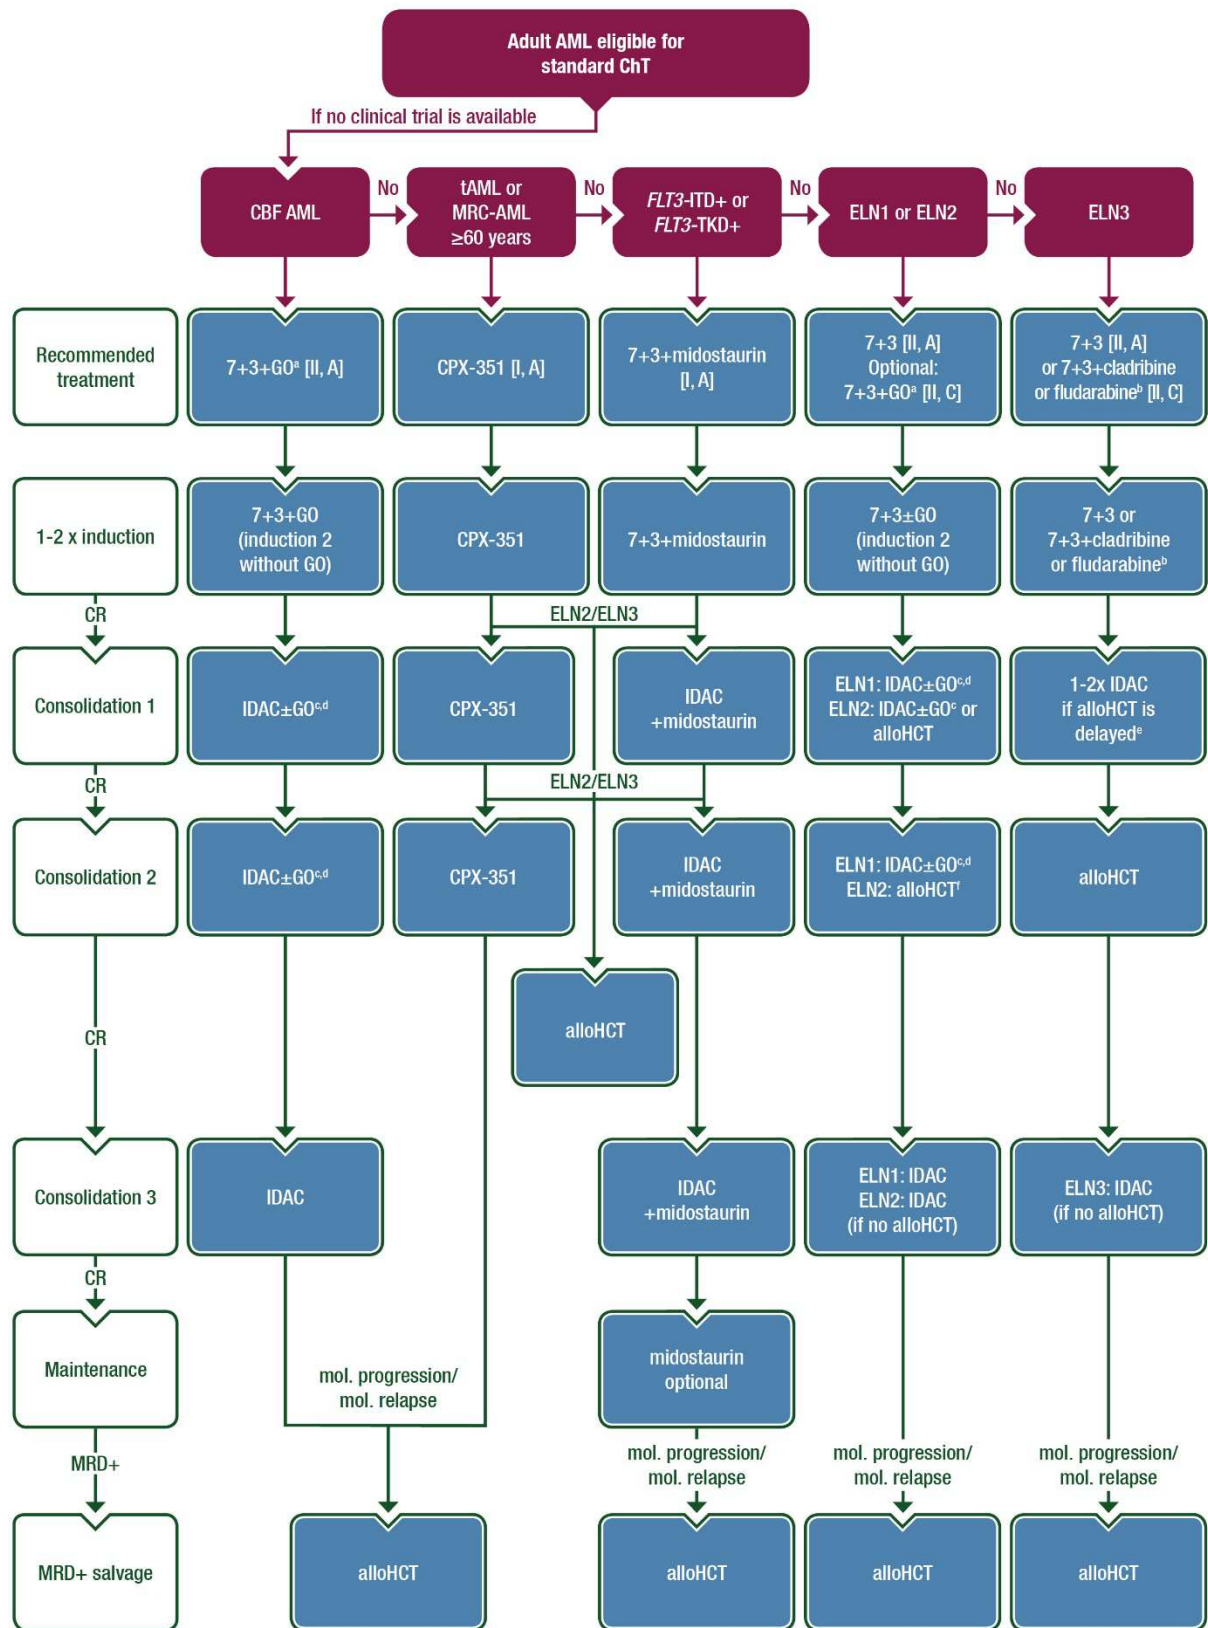 Adult AML eligible for
standard ChT
If no clinical trial is available
CBF AML
No
tAML or
MRC-AML
≥60 years
No
FLT3-ITD+ or
FLT3-TKD+
No
ELN1 or ELN2
No
ELN3
Recommended
treatment
7+3+GOᵃ [II, A]
CPX-351 [I, A]
7+3+midostaurin
[I, A]
7+3 [II, A]
Optional:
7+3+GOᵃ [II, C]
7+3 [II, A]
or 7+3+cladribine
or fludarabineᵇ [II, C]
1-2 x induction
7+3+GO
(induction 2
without GO)
CPX-351
7+3+midostaurin
7+3±GO
(induction 2
without GO)
7+3 or
7+3+cladribine
or fludarabineᵇ
CR
ELN2/ELN3
Consolidation 1
IDAC±GOᶜ,ᵈ
CPX-351
IDAC
+midostaurin
ELN1: IDAC±GOᶜ,ᵈ
ELN2: IDAC±GOᶜ or
alloHCT
1-2x IDAC
if alloHCT is
delayedᵉ
CR
ELN2/ELN3
Consolidation 2
IDAC±GOᶜ,ᵈ
CPX-351
IDAC
+midostaurin
ELN1: IDAC±GOᶜ,ᵈ
ELN2: alloHCTᶠ
alloHCT
alloHCT
CR
Consolidation 3
IDAC
IDAC
+midostaurin
ELN1: IDAC
ELN2: IDAC
(if no alloHCT)
ELN3: IDAC
(if no alloHCT)
CR
Maintenance
mol. progression/
mol. relapse
midostaurin
optional
MRD+
mol. progression/
mol. relapse
mol. progression/
mol. relapse
mol. progression/
mol. relapse
MRD+ salvage
alloHCT
alloHCT
alloHCT
alloHCT